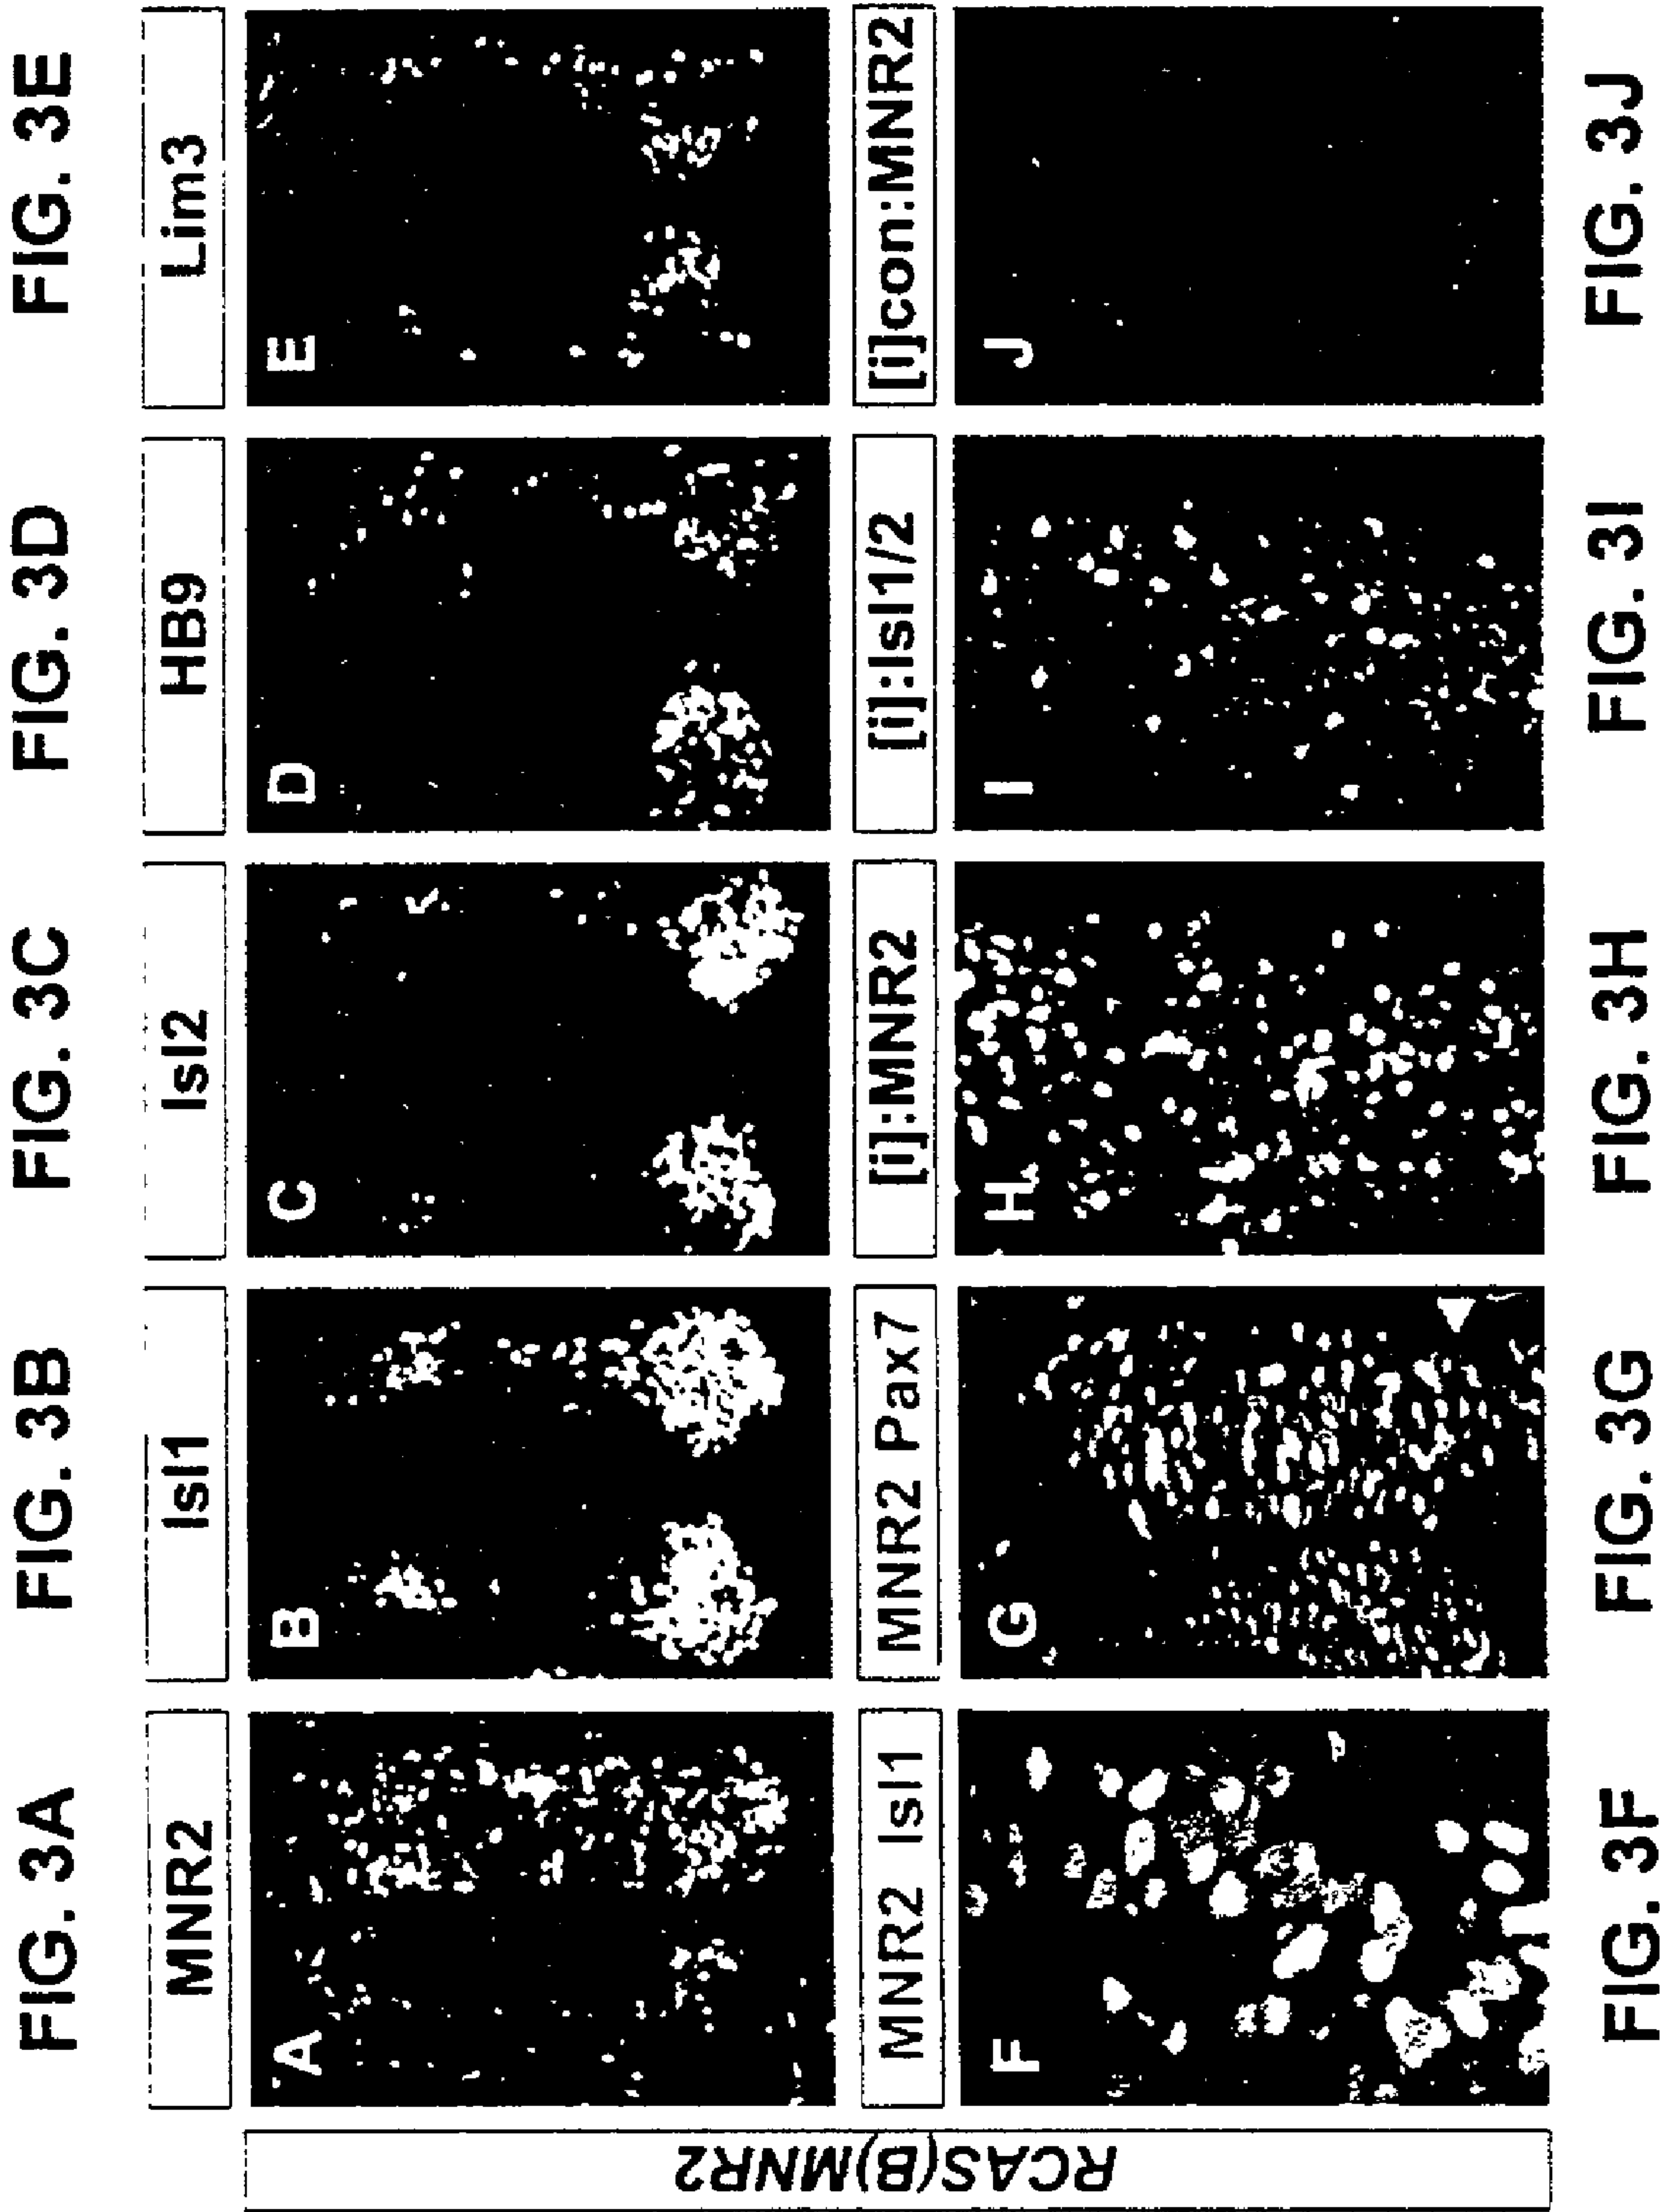 FIG. 3A
FIG. 3B
FIG. 3C
FIG. 3D
FIG. 3E
MNR2
Isl1
Isl2
HB9
Lim3
A
B
C
D
E
RCAS(B)MNR2
MNR2 Isl1
MNR2 Pax7
[i]:MNR2
[i]:Isl1/2
[i]con:MNR2
F
G
H
I
J
FIG. 3F
FIG. 3G
FIG. 3H
FIG. 3I
FIG. 3J